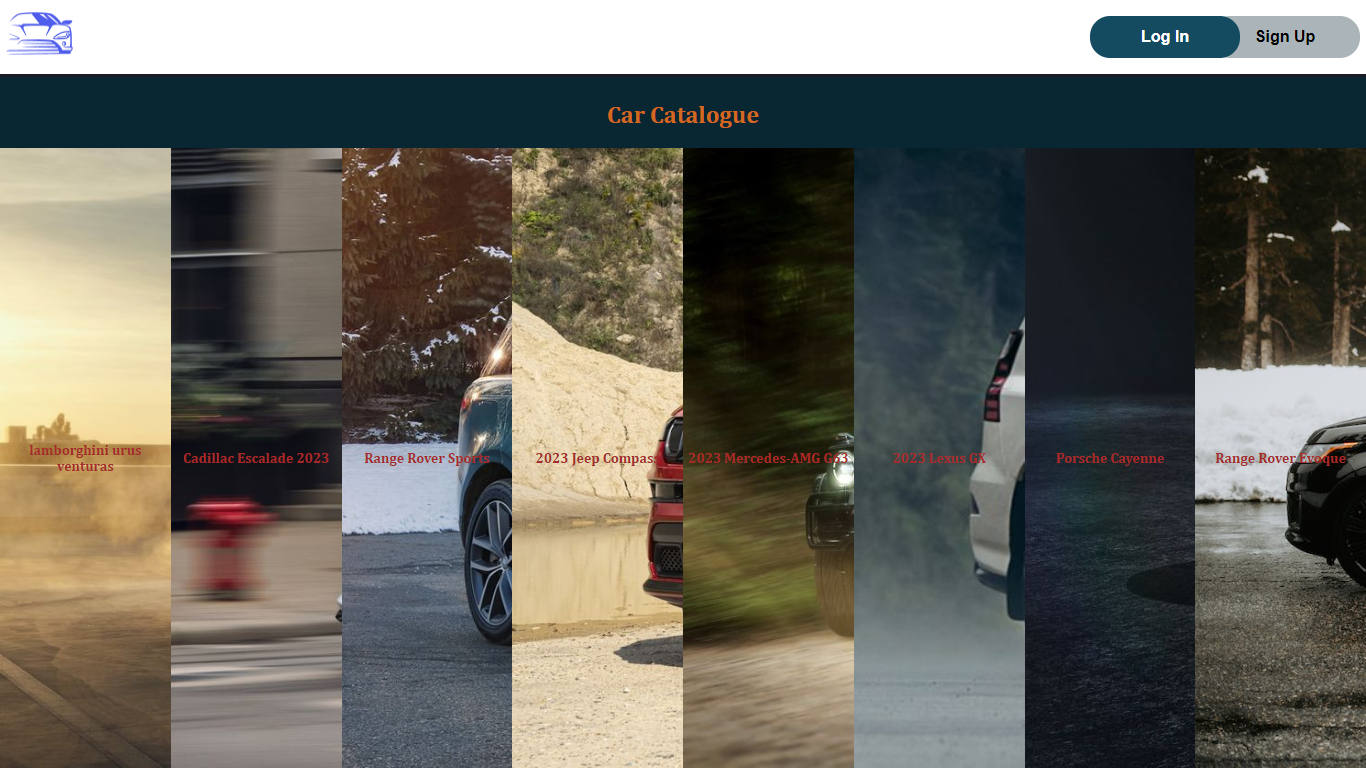 Log In
Sign Up
Car Catalogue
lamborghini urus
venturas
Cadillac Escalade 2023
Range Rover Sports
2023 Jeep Compass
2023 Mercedes-AMG G63
2023 Lexus GX
Porsche Cayenne
Range Rover Evoque